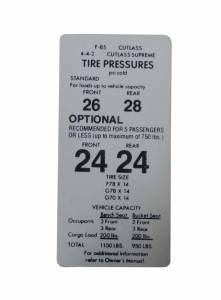 F-85 CUTLASS
4-4-2 CUTLASS SUPREME
TIRE PRESSURES
psi cold
STANDARD
For loads up to vehicle capacity
FRONT REAR
26 28
OPTIONAL
RECOMMENDED FOR 5 PASSENGERS
OR LESS (up to maximum of 750 lbs.)
FRONT REAR
24 24
TIRE SIZE
F78 X 14
G78 X 14
G70 X 14
VEHICLE CAPACITY
Bench Seat Bucket Seat
Occupants 3 Front 2 Front
3 Rear 3 Rear
Cargo Load 200 lbs. 200 lbs.
TOTAL 1100 LBS. 950 LBS.
For additional information
refer to Owner's Manual.